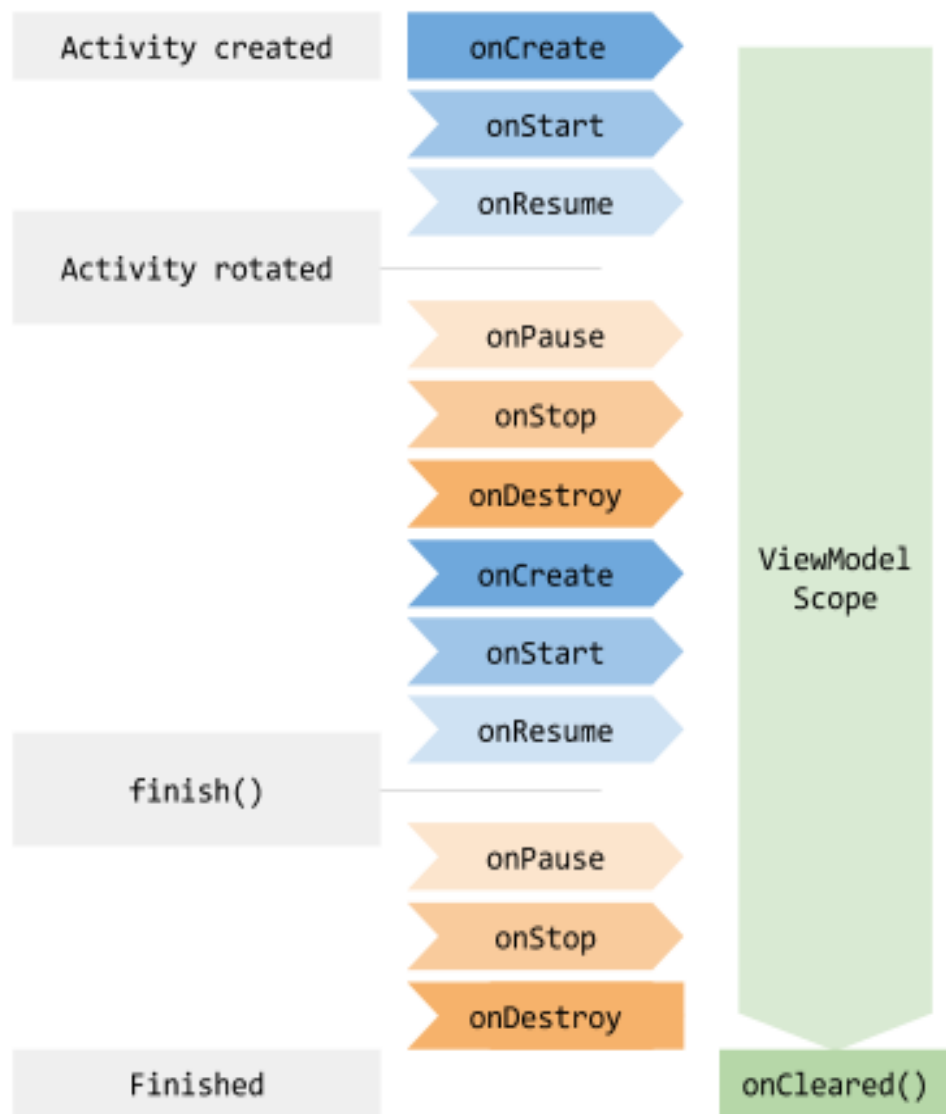 Activity created
onCreate
onStart
onResume
Activity rotated
onPause
onStop
onDestroy
onCreate
onStart
onResume
finish()
onPause
onStop
onDestroy
Finished
ViewModel
Scope
onCleared()